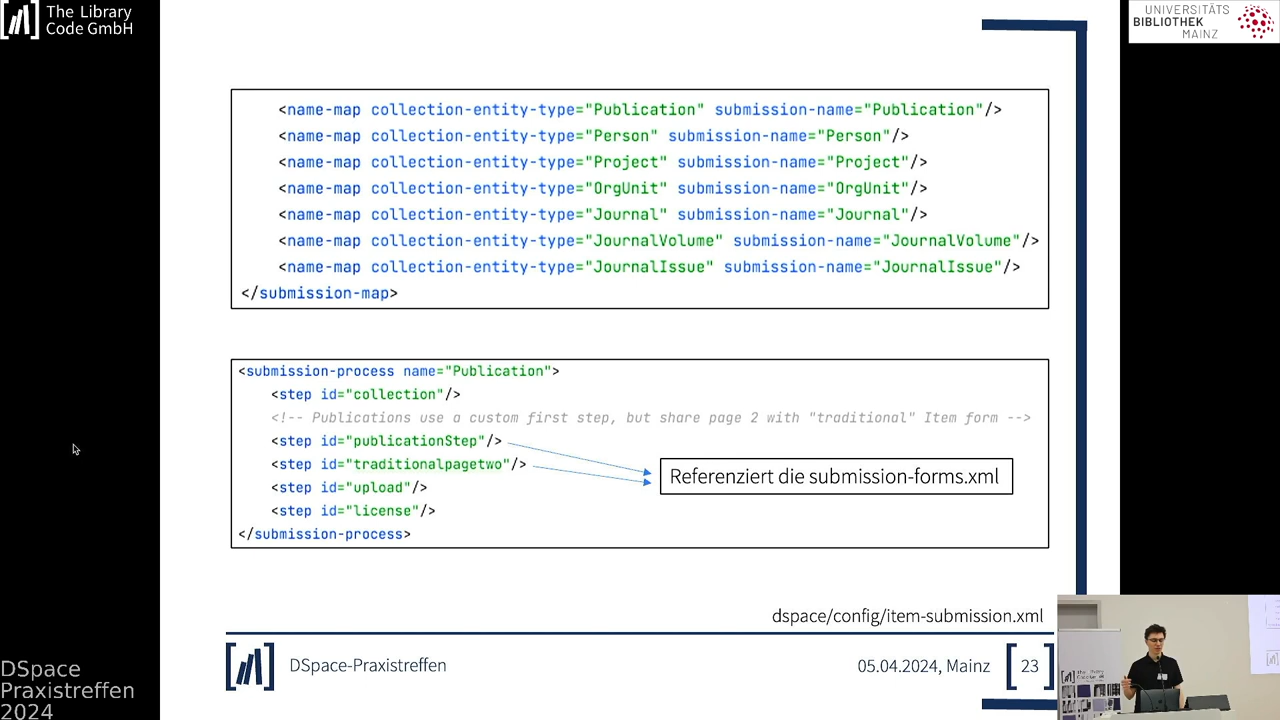 The Library
Code GmbH
UNIVERSITÄTS
BIBLIOTHEK
MAINZ
<name-map collection-entity-type="Publication" submission-name="Publication"/>
<name-map collection-entity-type="Person" submission-name="Person"/>
<name-map collection-entity-type="Project" submission-name="Project"/>
<name-map collection-entity-type="OrgUnit" submission-name="OrgUnit"/>
<name-map collection-entity-type="Journal" submission-name="Journal"/>
<name-map collection-entity-type="JournalVolume" submission-name="JournalVolume"/>
<name-map collection-entity-type="JournalIssue" submission-name="JournalIssue"/>
</submission-map>
<submission-process name="Publication">
<step id="collection"/>
<!-- Publications use a custom first step, but share page 2 with "traditional" Item form -->
<step id="publicationStep"/>
<step id="traditionalpagetwo"/>
Referenziert die submission-forms.xml
<step id="upload"/>
<step id="license"/>
</submission-process>
dspace/config/item-submission.xml
DSpace-Praxistreffen
05.04.2024, Mainz
23
DSpace
Praxistreffen
2024